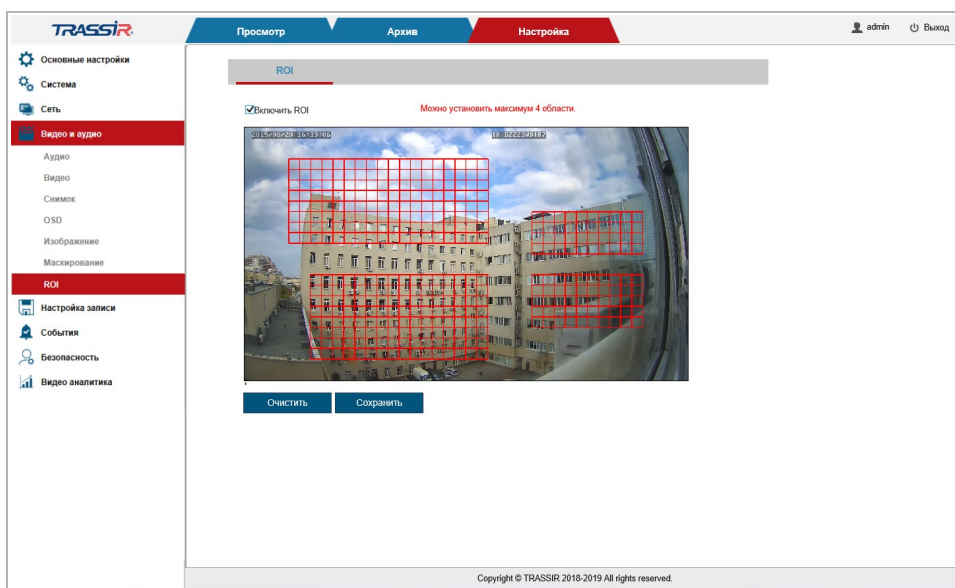 TRASSIR
Просмотр
Архив
Настройка
admin
Выход
Основные настройки
Система
Сеть
Видео и аудио
Аудио
Видео
Снимок
OSD
Изображение
Маскирование
ROI
Настройка записи
События
Безопасность
Видео аналитика
ROI
Включить ROI
Можно установить максимум 4 области.
Очистить
Сохранить
Copyright © TRASSIR 2018-2019 All rights reserved.